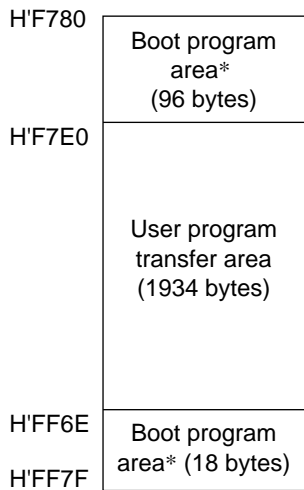 H'F780
Boot program
area*
(96 bytes)
H'F7E0
User program
transfer area
(1934 bytes)
H'FF6E
Boot program
area* (18 bytes)
H'FF7F